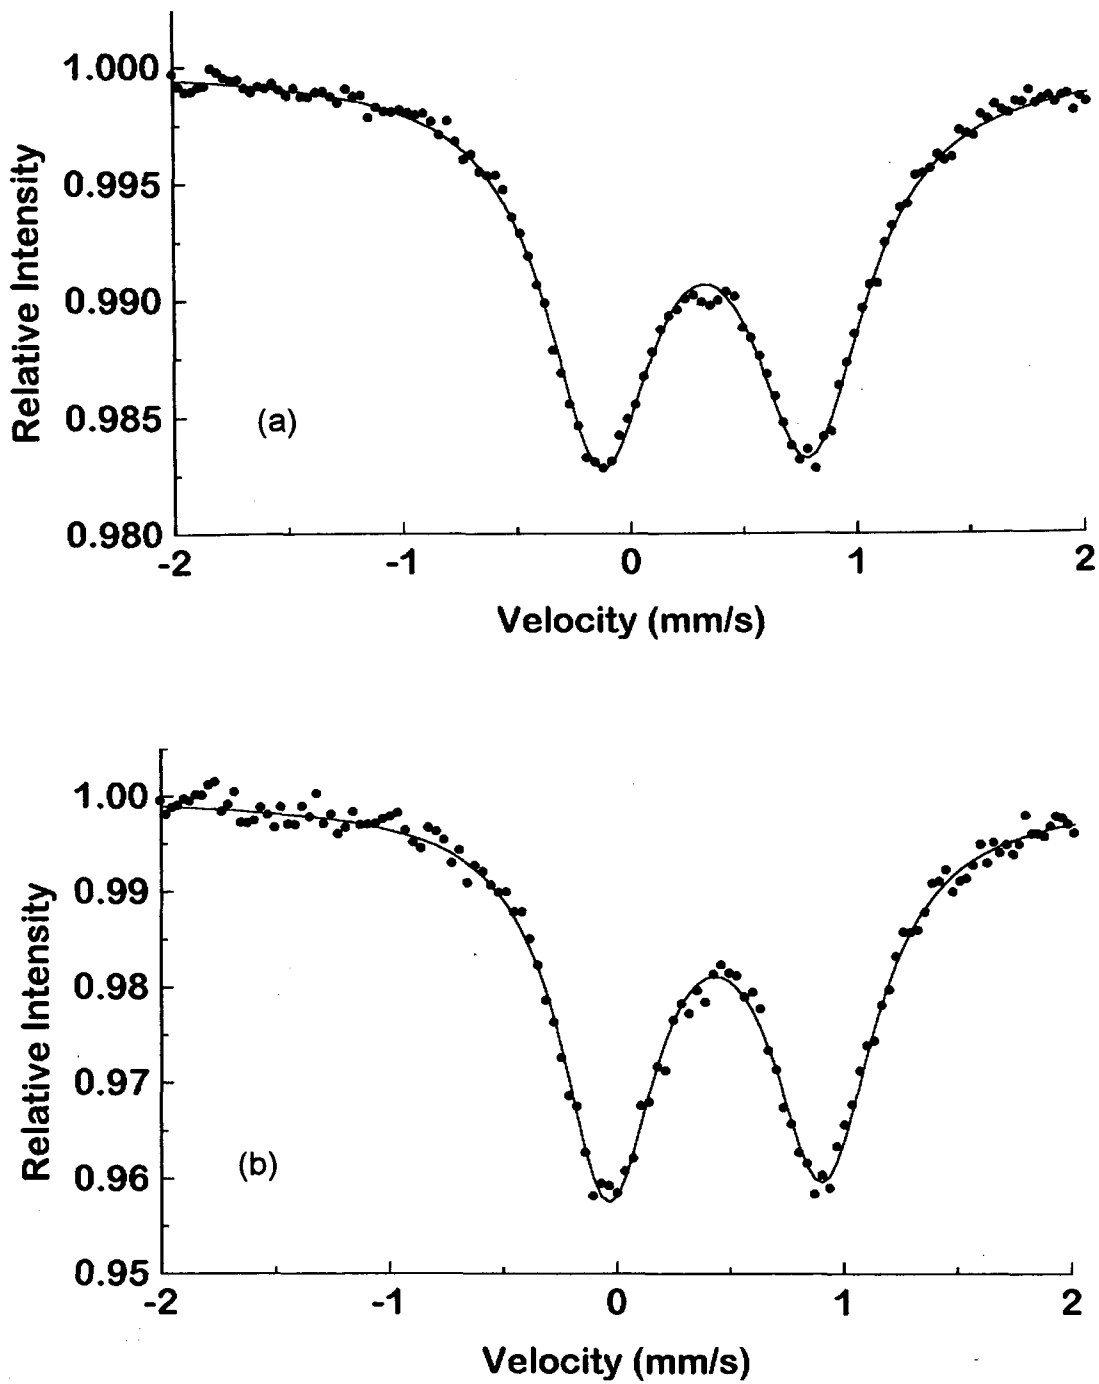 1.000
0.995
0.990
0.985
0.980
Relative Intensity
(a)
-2 -1 0 1 2
Velocity (mm/s)
1.00
0.99
0.98
0.97
0.96
0.95
Relative Intensity
(b)
-2 -1 0 1 2
Velocity (mm/s)